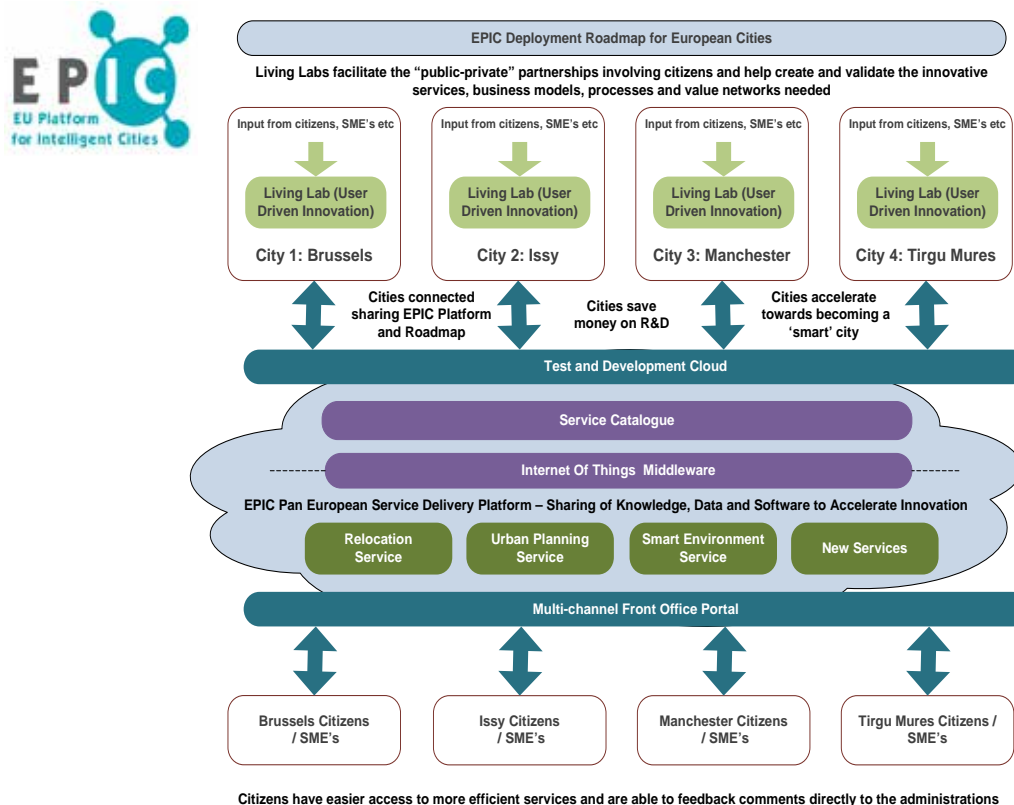 EPIC
EU Platform
for Intelligent Cities
EPIC Deployment Roadmap for European Cities
Living Labs facilitate the “public-private” partnerships involving citizens and help create and validate the innovative
services, business models, processes and value networks needed
Input from citizens, SME's etc
Living Lab (User
Driven Innovation)
City 1: Brussels
Input from citizens, SME's etc
Living Lab (User
Driven Innovation)
City 2: Issy
Input from citizens, SME's etc
Living Lab (User
Driven Innovation)
City 3: Manchester
Input from citizens, SME's etc
Living Lab (User
Driven Innovation)
City 4: Tirgu Mures
Cities connected
sharing EPIC Platform
and Roadmap
Cities save
money on R&D
Cities accelerate
towards becoming a
‘smart’ city
Test and Development Cloud
Service Catalogue
Internet Of Things Middleware
EPIC Pan European Service Delivery Platform – Sharing of Knowledge, Data and Software to Accelerate Innovation
Relocation
Service
Urban Planning
Service
Smart Environment
Service
New Services
Multi-channel Front Office Portal
Brussels Citizens
/ SME's
Issy Citizens
/ SME's
Manchester Citizens
/ SME's
Tirgu Mures Citizens /
SME's
Citizens have easier access to more efficient services and are able to feedback comments directly to the administrations